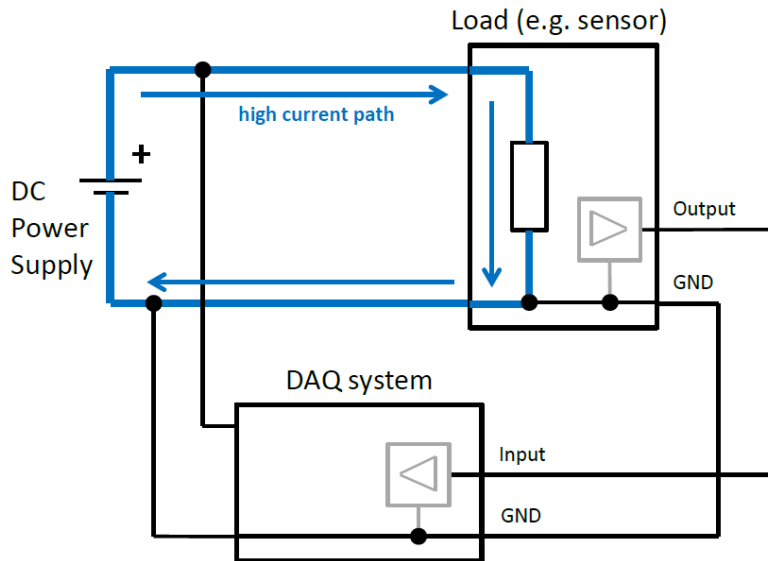 Load (e.g. sensor)
high current path
+
DC
Power
Supply
Output
GND
DAQ system
Input
GND